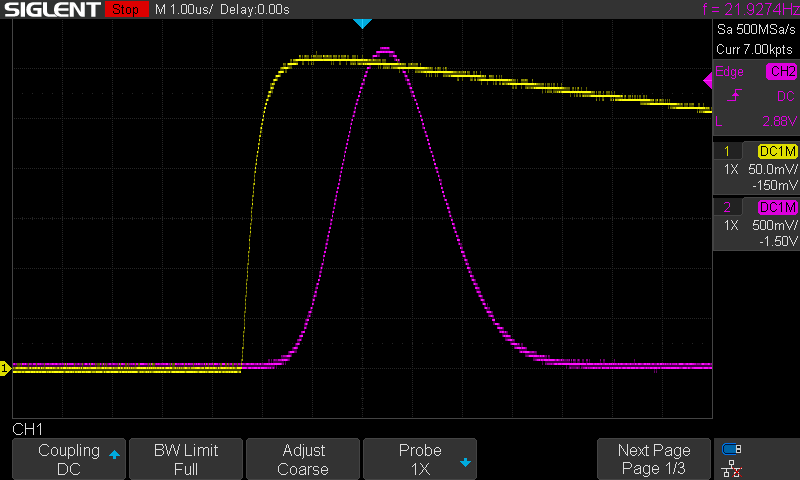 SIGLENT Stop M 1.00us/ Delay:0.00s f = 21.9274Hz
Sa 500MSa/s
Curr 7.00kpts
Edge CH2
DC
L 2.88V
1 DC1M
1X 50.0mV/
-150mV
2 DC1M
1X 500mV/
-1.50V
1
CH1
Coupling
DC
BW Limit
Full
Adjust
Coarse
Probe
1X
Next Page
Page 1/3